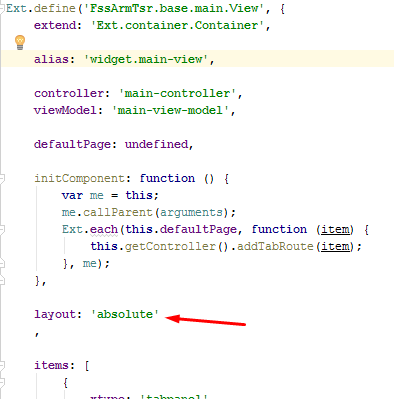 Ext.define('FssArmTsr.base.main.View', {
    extend: 'Ext.container.Container',

    alias: 'widget.main-view',

    controller: 'main-controller',
    viewModel: 'main-view-model',

    defaultPage: undefined,

    initComponent: function () {
        var me = this;
        me.callParent(arguments);
        Ext.each(this.defaultPage, function (item) {
            this.getController().addTabRoute(item);
        }, me);
    },

    layout: 'absolute'
    ,

    items: [
        {
            xtype: 'tabpanel'